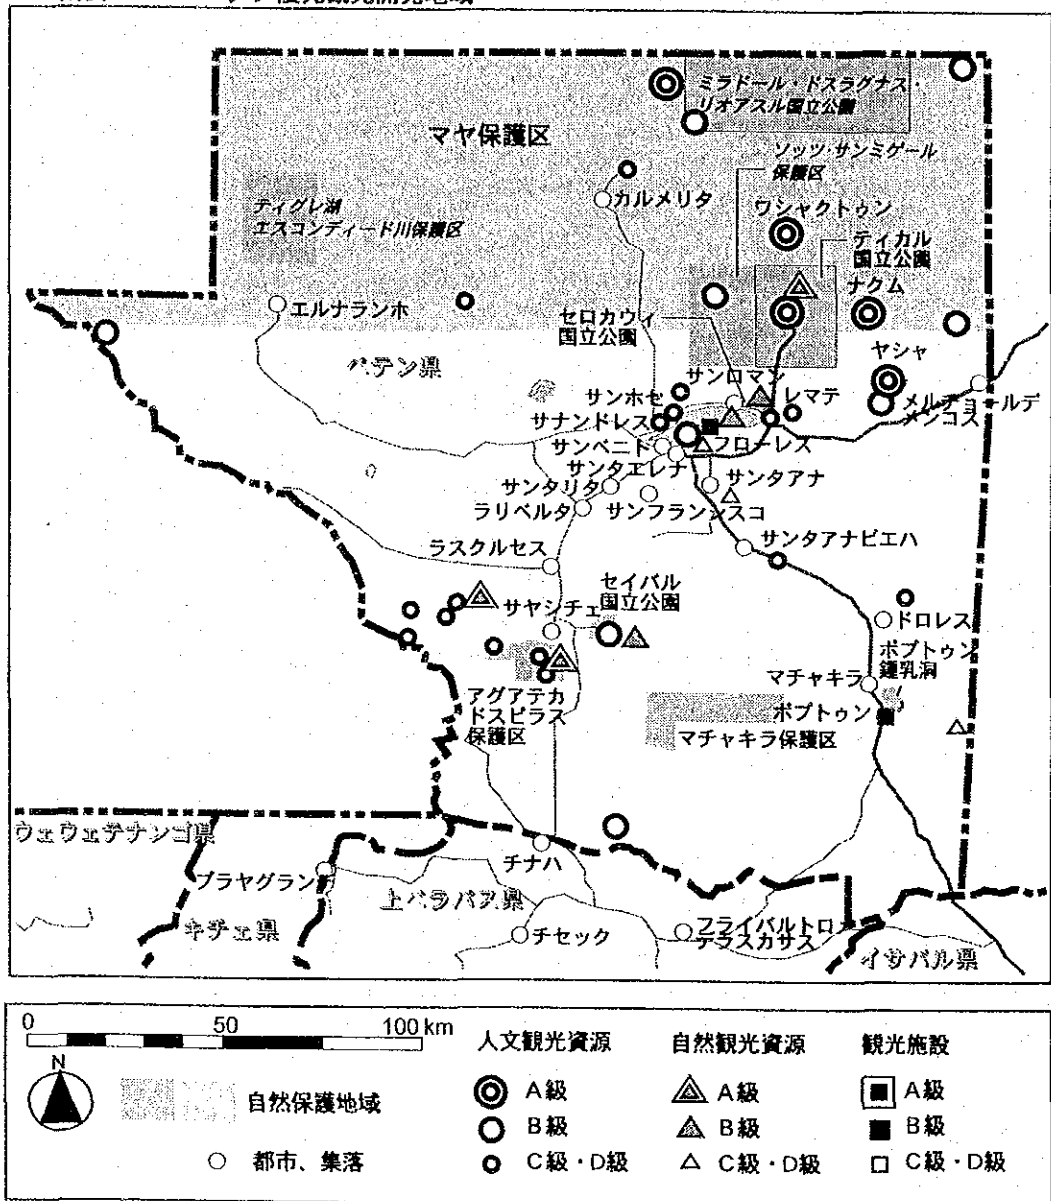 ミラドール・ドスラグナス・
リオアスル国立公園
マヤ保護区
ソッツ・サンミゲール
保護区
カルメリタ
ワシャクトゥン
ティグレ湖
エスコンディード川保護区
ティカル
国立公園
ナクム
エルナランホ
セロカウィ
国立公園
ペテン県
ヤシャ
サンロマン
サンホセ
レマテ
メルチョールデ
メンコス
サナンドレス
サンベニト
フローレス
サンタエレナ
サンタリタ
サンタアナ
ラリベルタ
サンフランシスコ
サンタアナビエハ
ラスクルセス
セイバル
国立公園
サヤシチェ
ドロレス
ポプトゥン
鍾乳洞
マチャキラ
アグアテカ
ドスピラス
保護区
ポプトゥン
マチャキラ保護区
ウェウェテナンゴ県
チナハ
プラヤグランデ
上ベラパス県
キチェ県
チセック
フライバルトロメ
デラスカサス
イサバル県
0 50 100 km
人文観光資源 自然観光資源 観光施設
N
A級 A級 A級
自然保護地域
B級 B級 B級
都市、集落
C級・D級 C級・D級 C級・D級